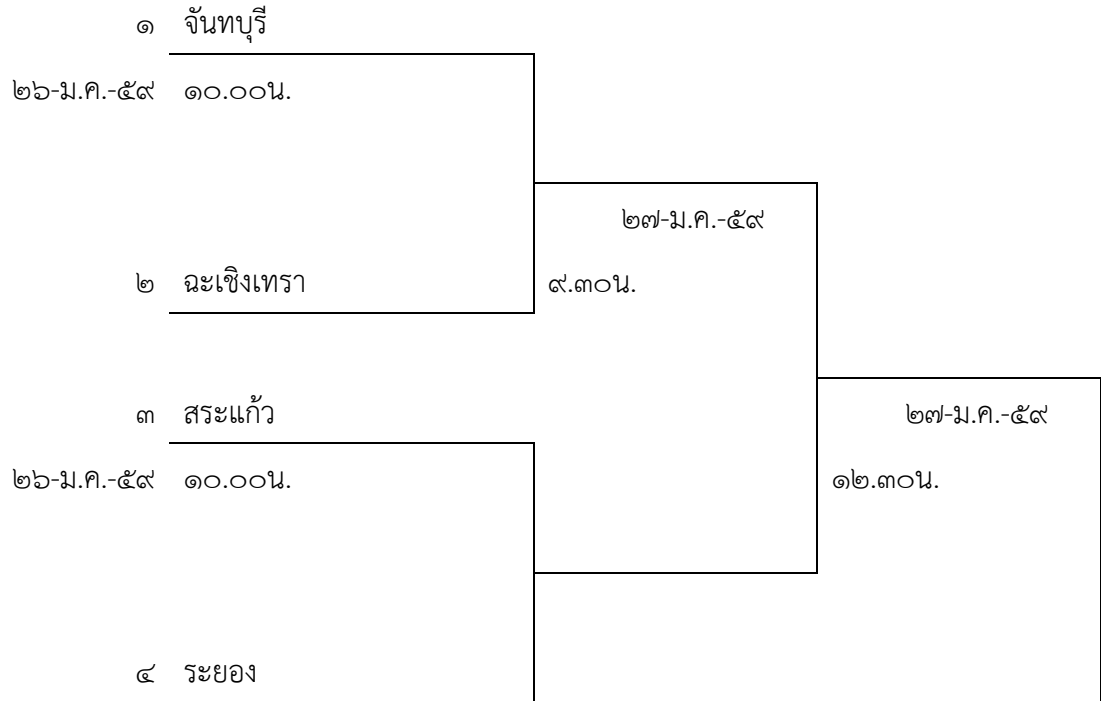 ๑ จันทบุรี
๒๖-ม.ค.-๕๙ ๑๐.๐๐น.
๒๗-ม.ค.-๕๙
๒ ฉะเชิงเทรา ๙.๓๐น.
๓ สระแก้ว ๒๗-ม.ค.-๕๙
๒๖-ม.ค.-๕๙ ๑๐.๐๐น. ๑๒.๓๐น.
๔ ระยอง